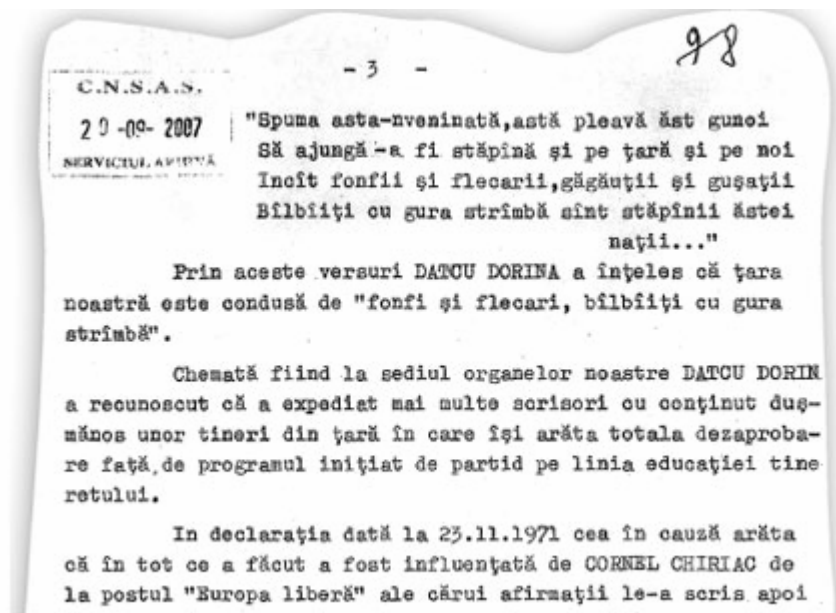 98
- 3 -
C.N.S.A.S.
20 -09- 2007
SERVICIUL ARHIVĂ
"Spuma asta-nveninată,astă pleavă ăst gunoi
Să ajungă-a fi stăpînă şi pe ţară şi pe noi
Incît fonfii şi flecarii,găgăuţii şi guşaţii
Bîlbîiţi cu gura strîmbă sînt stăpînii ăstei
naţii..."
Prin aceste versuri DATCU DORINA a înţeles că ţara
noastră este condusă de "fonfi şi flecari, bîlbîiţi cu gura
strîmbă".
Chemată fiind la sediul organelor noastre DATCU DORIN
a recunoscut că a expediat mai multe scrisori cu conţinut duş-
mănos unor tineri din ţară în care îşi arăta totala dezaproba-
re faţă de programul iniţiat de partid pe linia educaţiei tine
retului.
In declaraţia dată la 23.11.1971 cea în cauză arăta
că în tot ce a făcut a fost influenţată de CORNEL CHIRIAC de
la postul "Europa liberă" ale cărui afirmaţii le-a scris apoi